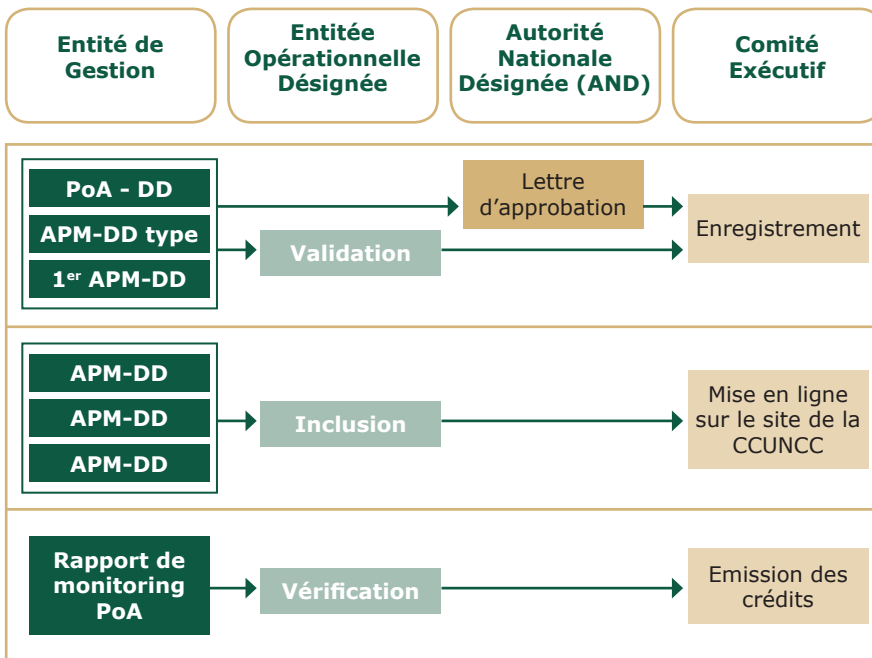 Entité de
Gestion
Entitée
Opérationnelle
Désignée
Autorité
Nationale
Désignée (AND)
Comité
Exécutif
PoA - DD
APM-DD type
1er APM-DD
Validation
Lettre
d'approbation
Enregistrement
APM-DD
APM-DD
APM-DD
Inclusion
Mise en ligne
sur le site de la
CCUNCC
Rapport de
monitoring
PoA
Vérification
Emission des
crédits